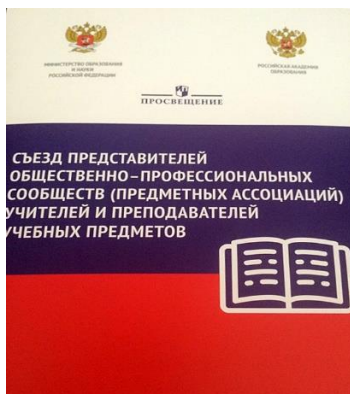 МИНИСТЕРСТВО ОБРАЗОВАНИЯ
И НАУКИ
РОССИЙСКОЙ ФЕДЕРАЦИИ
РОССИЙСКАЯ АКАДЕМИЯ
ОБРАЗОВАНИЯ
ПРОСВЕЩЕНИЕ
СЪЕЗД ПРЕДСТАВИТЕЛЕЙ
ОБЩЕСТВЕННО-ПРОФЕССИОНАЛЬНЫХ
СООБЩЕСТВ (ПРЕДМЕТНЫХ АССОЦИАЦИЙ)
УЧИТЕЛЕЙ И ПРЕПОДАВАТЕЛЕЙ
УЧЕБНЫХ ПРЕДМЕТОВ